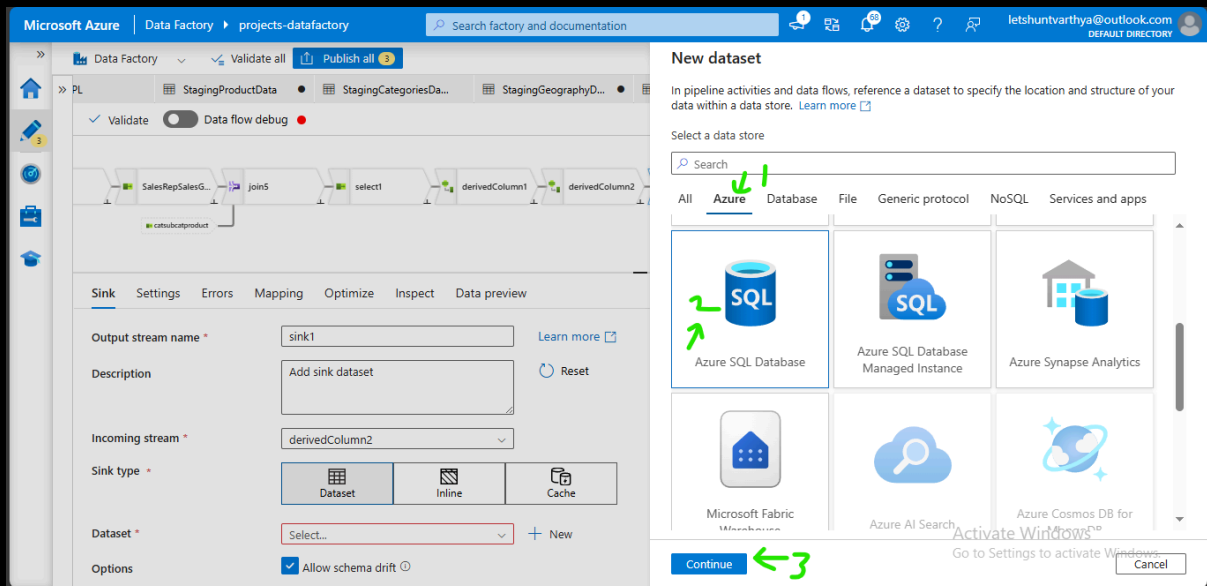 Microsoft Azure
Data Factory
projects-datafactory
Search factory and documentation
1
68
letshuntvarthya@outlook.com
DEFAULT DIRECTORY
Data Factory
Validate all
Publish all
3
PL
StagingProductData
StagingCategoriesDa...
StagingGeographyD...
3
Validate
Data flow debug
SalesRepSalesG...
join5
select1
derivedColumn1
derivedColumn2
catsubcatproduct
Sink
Settings
Errors
Mapping
Optimize
Inspect
Data preview
Output stream name *
sink1
Learn more
Description
Add sink dataset
Reset
Incoming stream *
derivedColumn2
Sink type *
Dataset
Inline
Cache
Dataset *
Select...
New
Options
Allow schema drift
New dataset
In pipeline activities and data flows, reference a dataset to specify the location and structure of your
data within a data store. Learn more
Select a data store
Search
1
All
Azure
Database
File
Generic protocol
NoSQL
Services and apps
SQL
2
Azure SQL Database
SQL
Azure SQL Database
Managed Instance
Azure Synapse Analytics
Microsoft Fabric
Warehouse
Azure AI Search
Azure Cosmos DB for
MongoDB
Activate Windows
Go to Settings to activate Windows.
Continue
3
Cancel